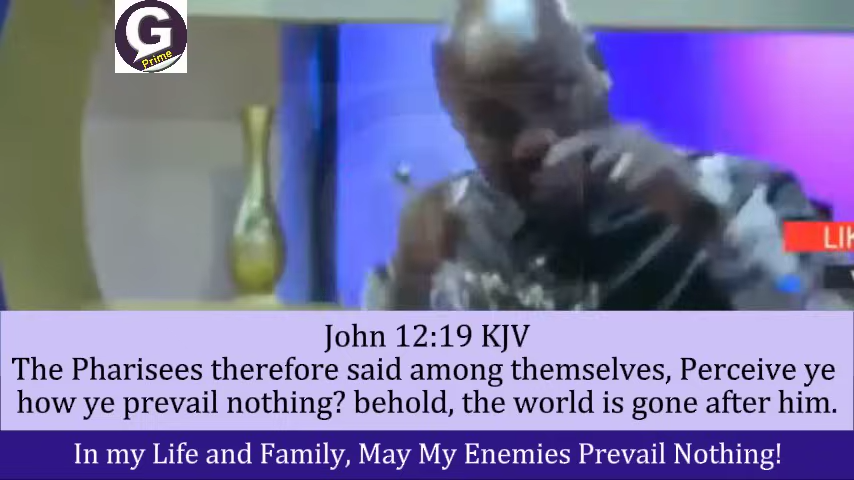 G
Prime
LIK
John 12:19 KJV
The Pharisees therefore said among themselves, Perceive ye
how ye prevail nothing? behold, the world is gone after him.
In my Life and Family, May My Enemies Prevail Nothing!